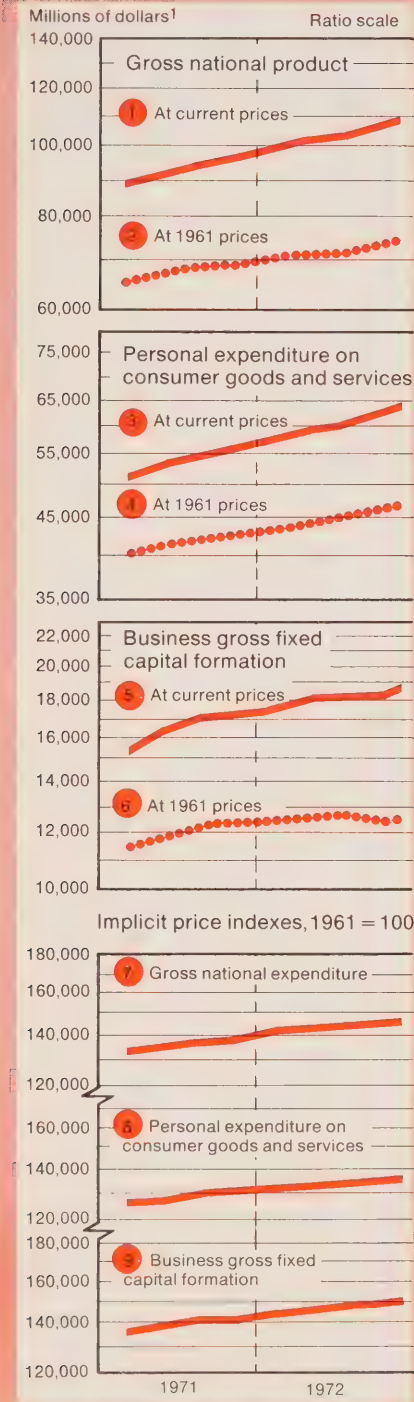 Millions of dollars¹ Ratio scale
140,000
Gross national product
120,000
1 At current prices
100,000
80,000
2 At 1961 prices
60,000
75,000
Personal expenditure on
consumer goods and services
65,000
3 At current prices
55,000
4 At 1961 prices
45,000
35,000
22,000
Business gross fixed
capital formation
20,000
5 At current prices
18,000
16,000
14,000
6 At 1961 prices
12,000
10,000
Implicit price indexes, 1961 = 100
180,000
7 Gross national expenditure
160,000
140,000
120,000
8 Personal expenditure on
consumer goods and services
160,000
140,000
120,000
180,000
9 Business gross fixed
capital formation
160,000
140,000
120,000
1971 1972